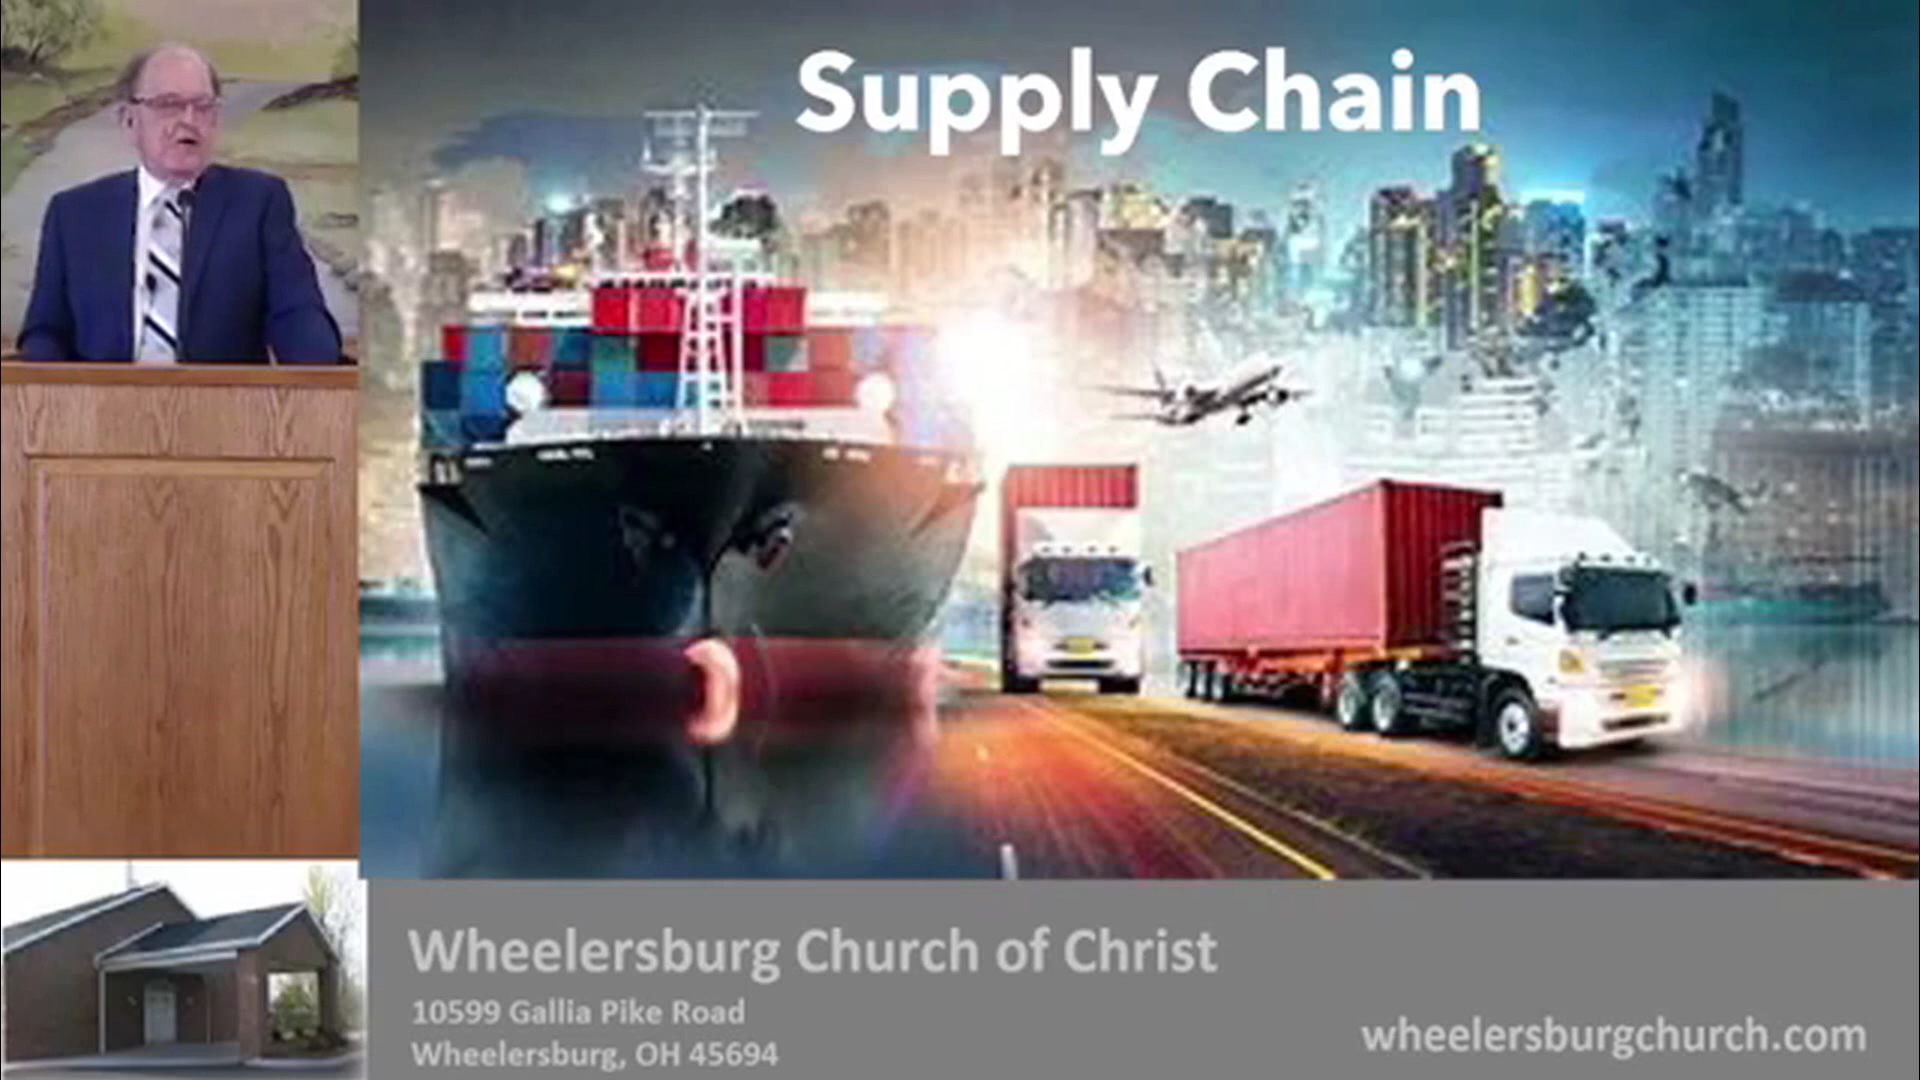 Supply Chain
Wheelersburg Church of Christ
10599 Gallia Pike Road
Wheelersburg, OH 45694
wheelersburgchurch.com